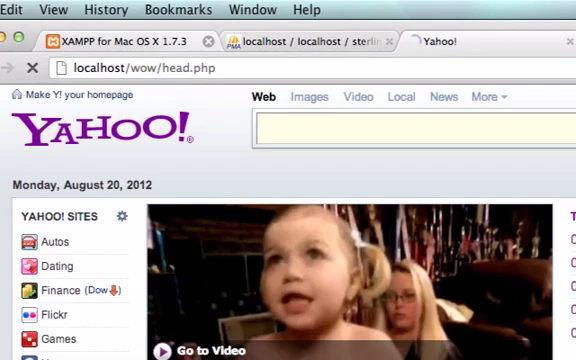 Edit View History Bookmarks Window Help
XAMPP for Mac OS X 1.7.3
PMA localhost / localhost / sterlin
Yahoo!
localhost/wow/head.php
Make Y! your homepage
Web Images Video Local News More
YAHOO!
Monday, August 20, 2012
YAHOO! SITES
Autos
Dating
Finance (Dow)
Flickr
Games
Go to Video